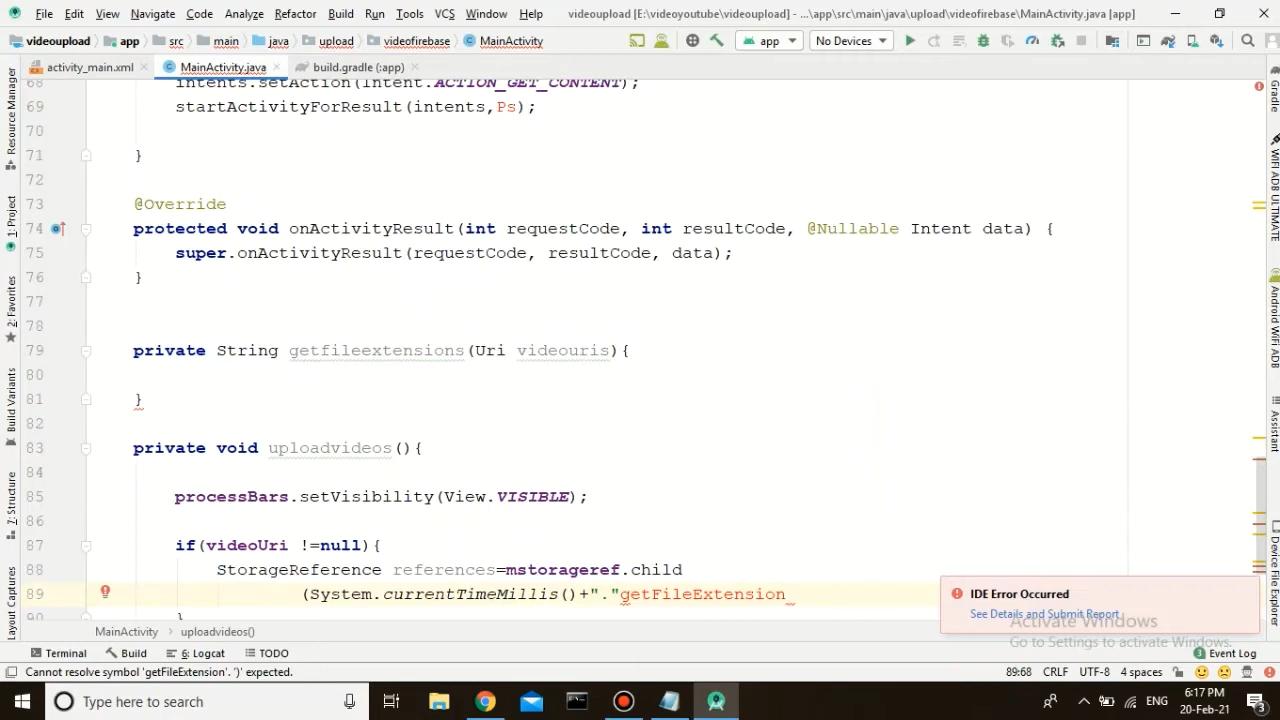 File Edit View Navigate Code Analyze Refactor Build Run Tools VCS Window Help videoupload [E:\videoyoutube\videoupload] - ...\app\src\main\java\upload\videofirebase\MainActivity.java [app]
videoupload app src main java upload videofirebase MainActivity app No Devices
activity_main.xml MainActivity.java build.gradle (:app)
68 intents.setAction(Intent.ACTION_GET_CONTENT);
69 startActivityForResult(intents,Ps);
70
71 }
72
73 @Override
74 protected void onActivityResult(int requestCode, int resultCode, @Nullable Intent data) {
75 super.onActivityResult(requestCode, resultCode, data);
76 }
77
78
79 private String getfileextensions(Uri videouris){
80
81 }
82
83 private void uploadvideos(){
84
85 processBars.setVisibility(View.VISIBLE);
86
87 if(videoUri !=null){
88 StorageReference references=mstorageref.child
89 (System.currentTimeMillis()+"."getFileExtension
90 }
Resource Manager
1: Project
2: Favorites
Build Variants
7: Structure
Layout Captures
Gradle
WIFI ADB ULTIMATE
Android WiFi ADB
Assistant
Device File Explorer
IDE Error Occurred
See Details and Submit Report
Activate Windows
Go to Settings to activate Windows.
MainActivity uploadvideos()
Terminal Build 6: Logcat TODO 3 Event Log
Cannot resolve symbol 'getFileExtension'. ')' expected. 89:68 CRLF UTF-8 4 spaces
Type here to search ENG 6:17 PM
20-Feb-21 3